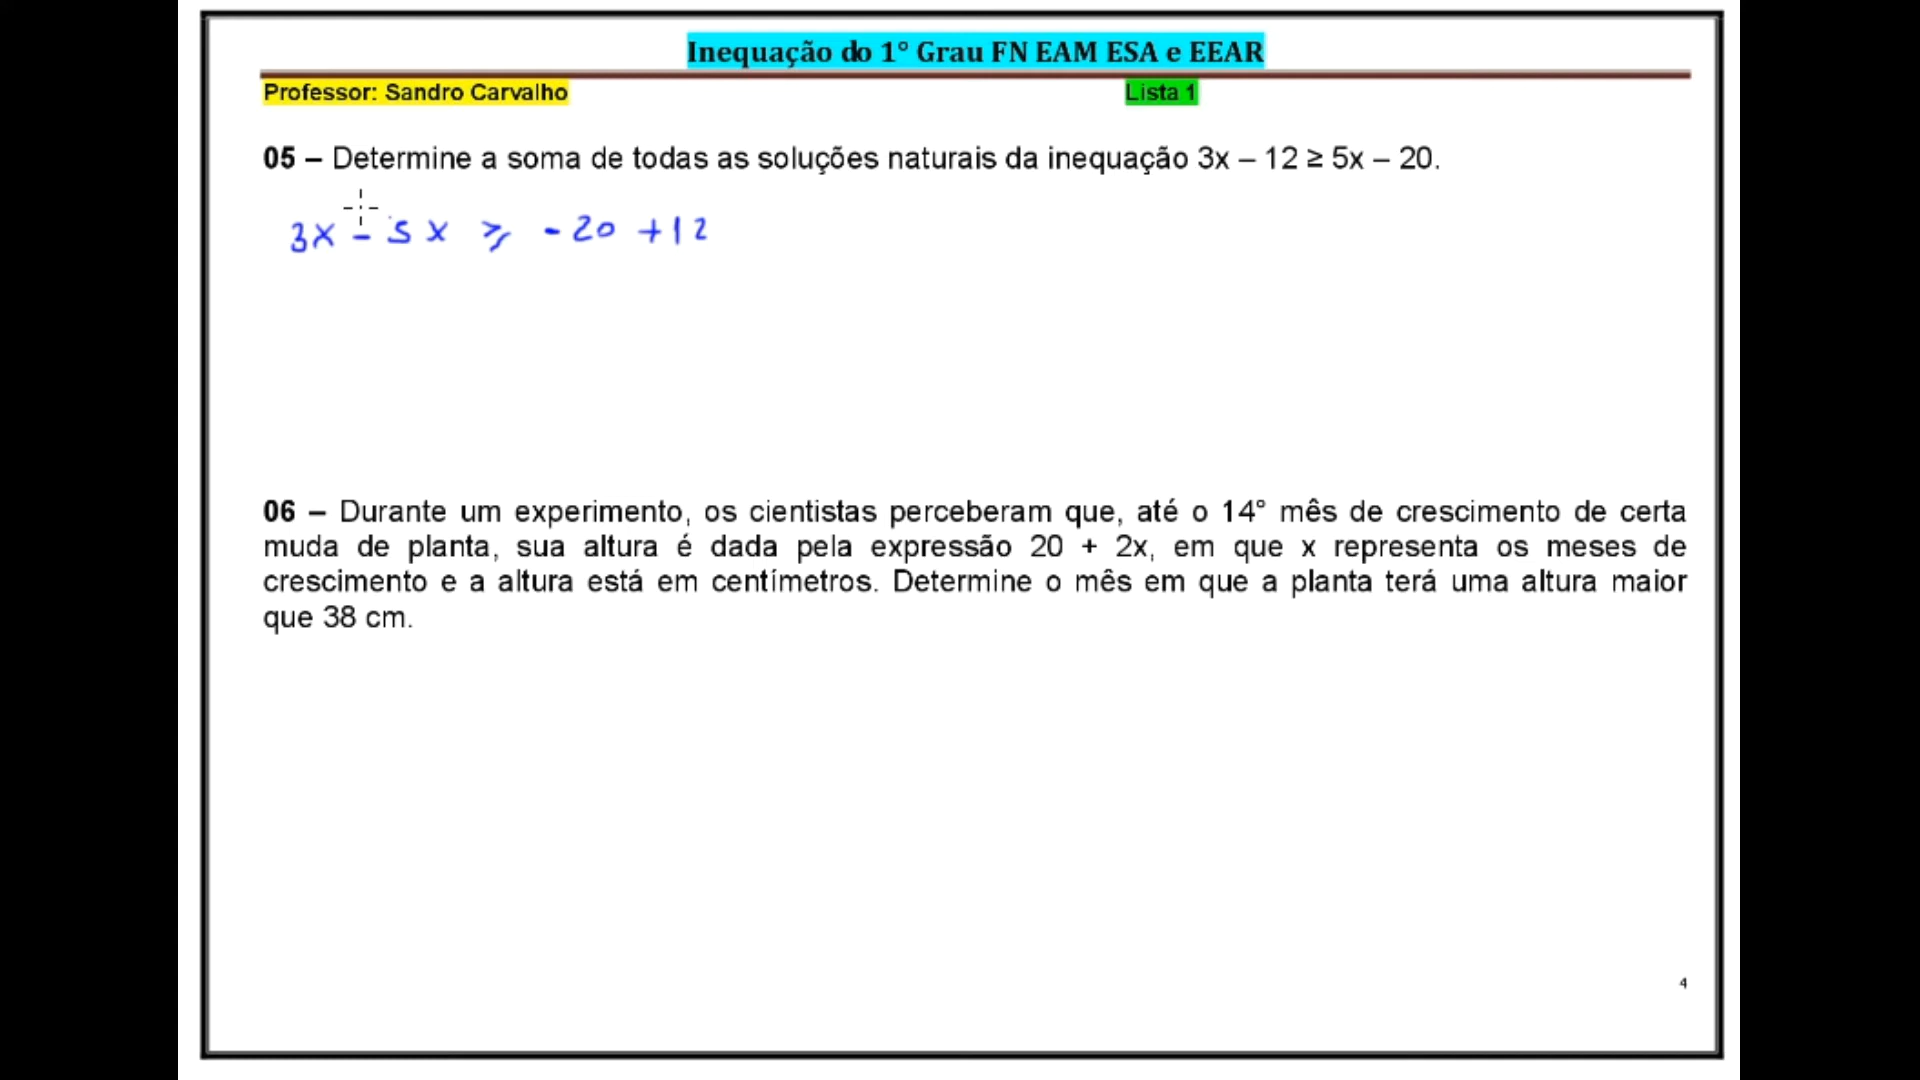 Inequação do 1° Grau FN EAM ESA e EEAR
Professor: Sandro Carvalho Lista 1
05 – Determine a soma de todas as soluções naturais da inequação 3x – 12 ≥ 5x – 20.
3x - 5x ≥ - 20 + 12
06 – Durante um experimento, os cientistas perceberam que, até o 14° mês de crescimento de certa
muda de planta, sua altura é dada pela expressão 20 + 2x, em que x representa os meses de
crescimento e a altura está em centímetros. Determine o mês em que a planta terá uma altura maior
que 38 cm.
4